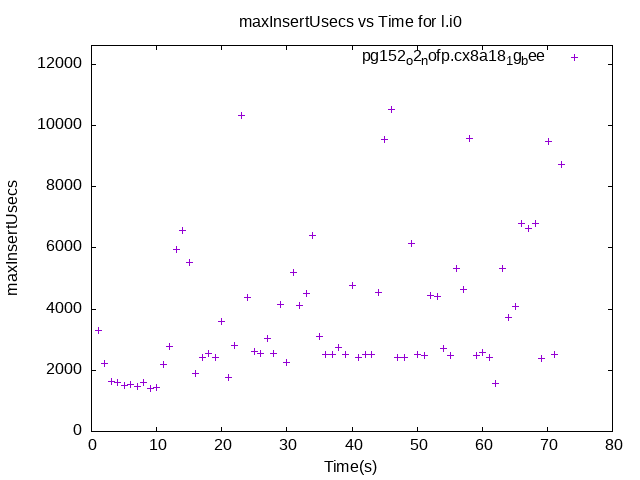 maxInsertUsecs vs Time for l.i0
pg152_o2_nofp.cx8a18_1g_bee
12000
10000
8000
6000
4000
2000
0
maxInsertUsecs
0 10 20 30 40 50 60 70 80
Time(s)